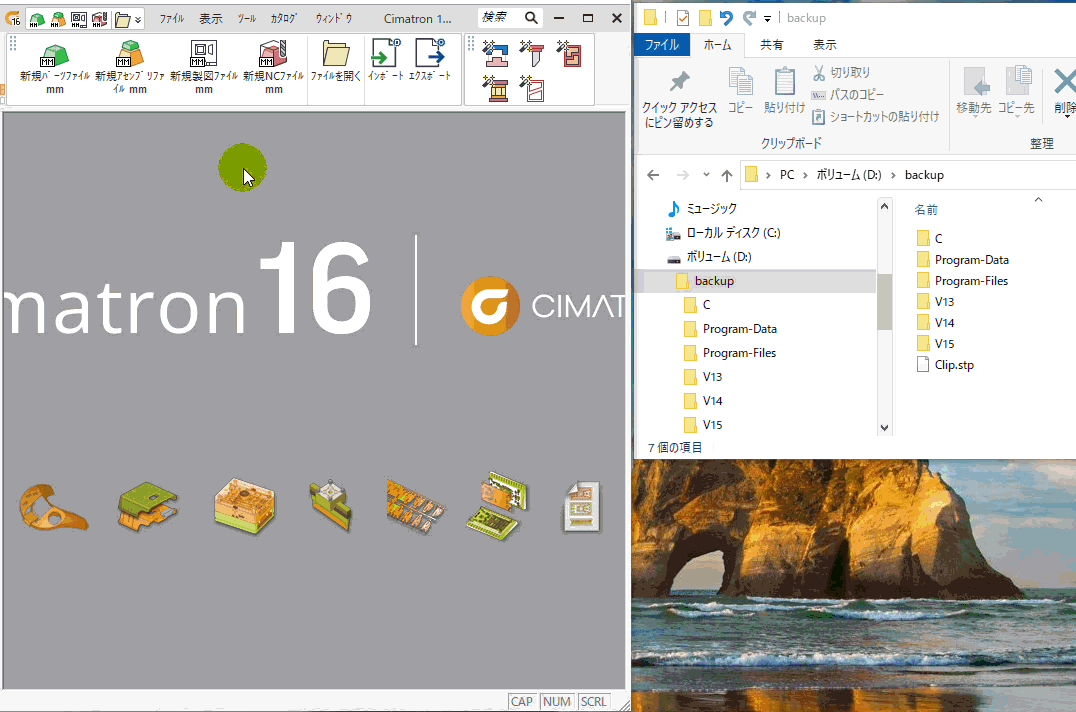 ﾌｧｲﾙ 表示 ﾂｰﾙ ｶﾀﾛｸﾞ ｳｨﾝﾄﾞｳ Cimatron 1... 検索
新規ﾊﾟｰﾂﾌｧｲﾙ mm
新規ｱｾﾝﾌﾞﾘﾌｧｲﾙ mm
新規製図ﾌｧｲﾙ mm
新規NCﾌｧｲﾙ mm
ﾌｧｲﾙを開く
ｲﾝﾎﾟｰﾄ
ｴｸｽﾎﾟｰﾄ
matron16
CIMAT
CAP NUM SCRL
backup
ファイル ホーム 共有 表示
クイック アクセス
にピン留めする
コピー
貼り付け
切り取り
パスのコピー
ショートカットの貼り付け
クリップボード
移動先
コピー先
削除
整理
PC › ボリューム (D:) › backup
ミュージック
ローカル ディスク (C:)
ボリューム (D:)
backup
C
Program-Data
Program-Files
V13
V14
V15
名前
C
Program-Data
Program-Files
V13
V14
V15
Clip.stp
7 個の項目